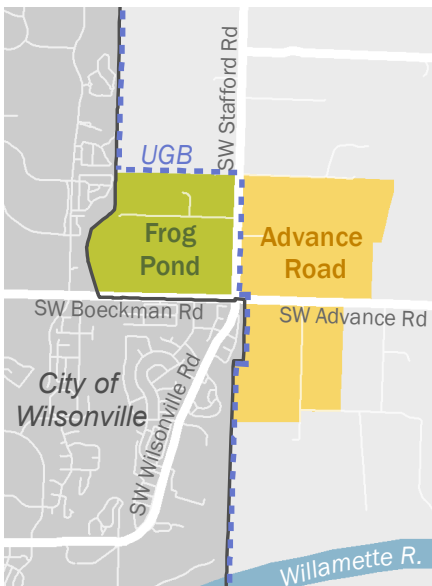 SW Stafford Rd
UGB
Frog
Pond
Advance
Road
SW Boeckman Rd
SW Advance Rd
City of
Wilsonville
SW Wilsonville Rd
Willamette R.